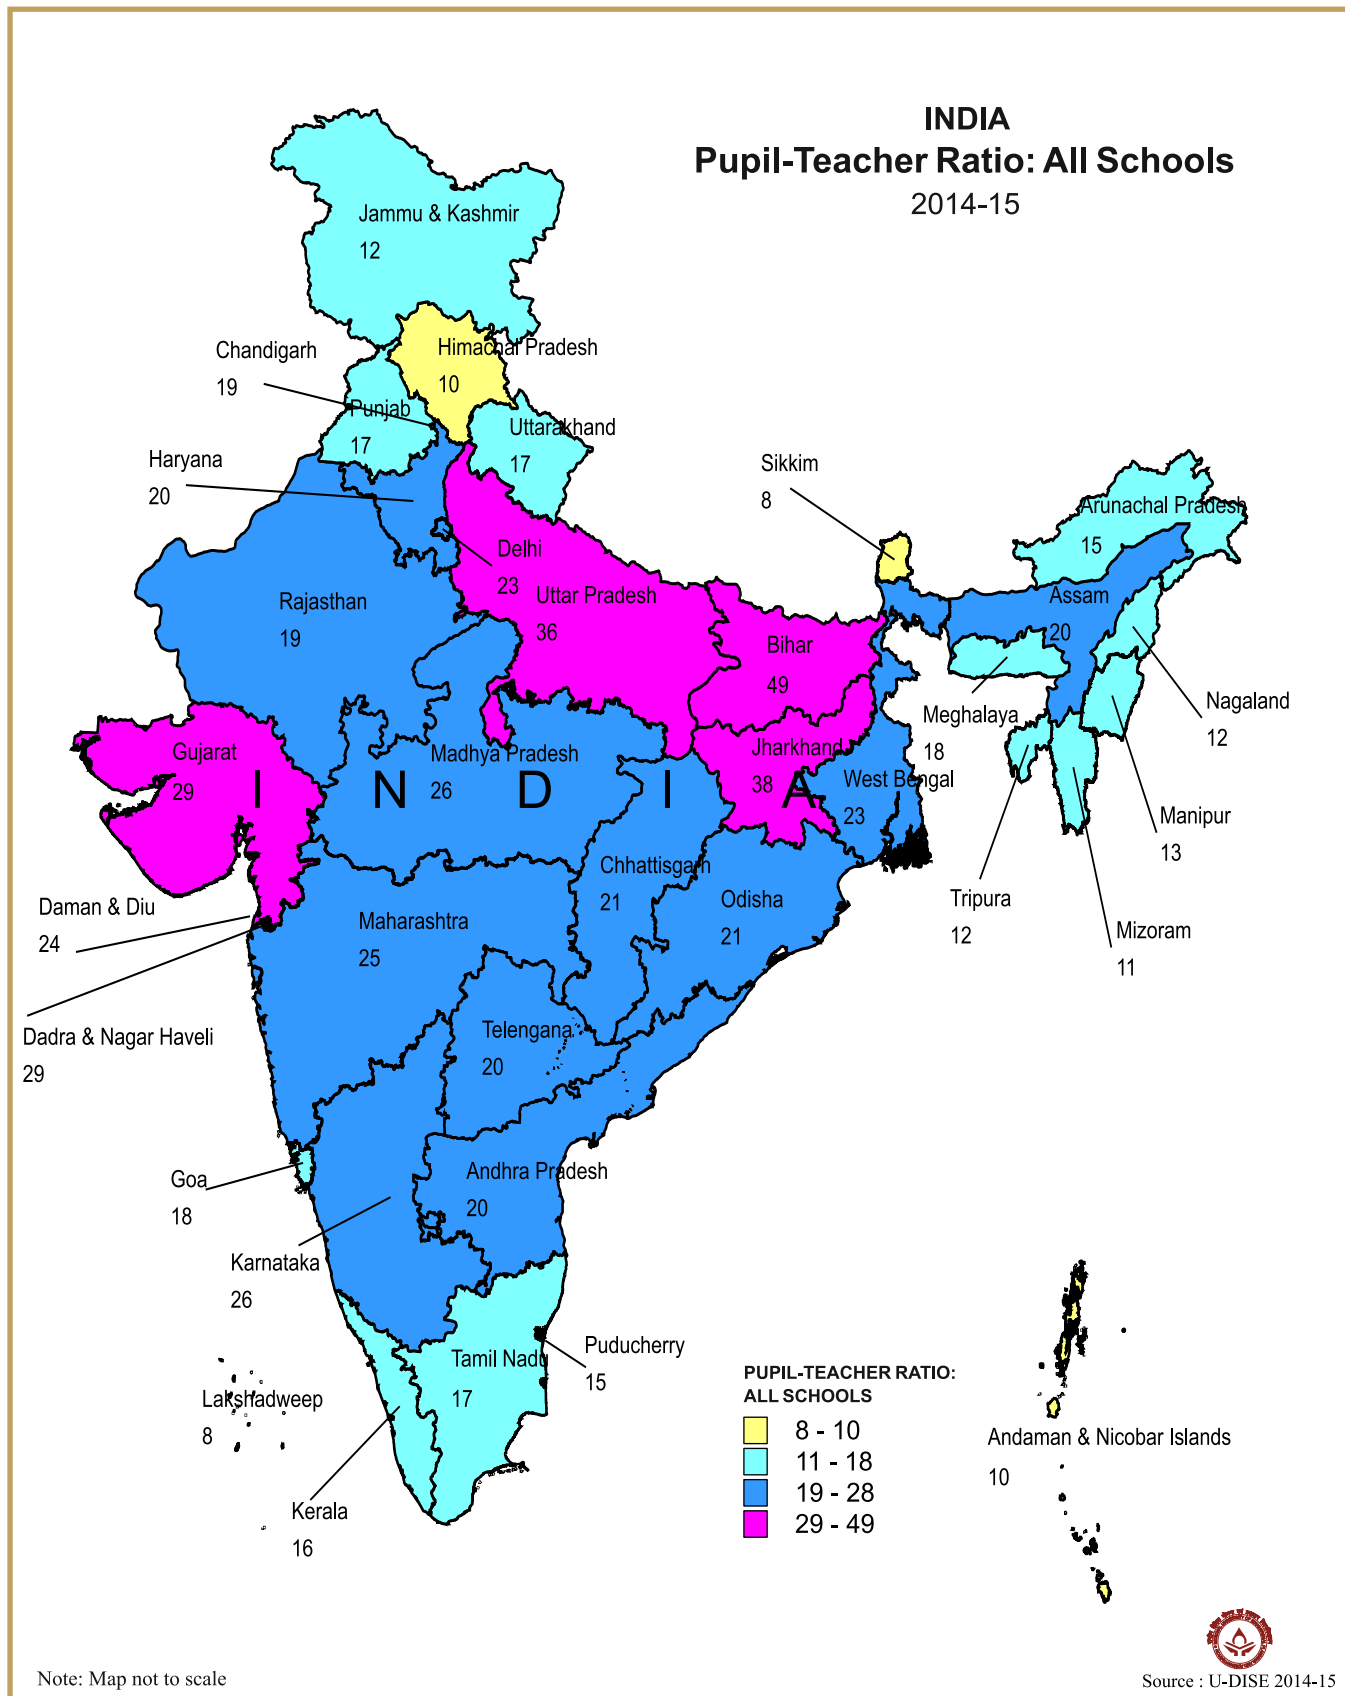 INDIA
Pupil-Teacher Ratio: All Schools
2014-15
Jammu & Kashmir
12
Himachal Pradesh
10
Chandigarh
19
Punjab
17
Uttarakhand
17
Haryana
20
Sikkim
8
Arunachal Pradesh
15
Delhi
23
Uttar Pradesh
36
Rajasthan
19
Assam
20
Bihar
49
Nagaland
12
Meghalaya
18
Gujarat
29
Madhya Pradesh
26
Jharkhand
38
West Bengal
23
I N D I A
Manipur
13
Chhattisgarh
21
Odisha
21
Tripura
12
Mizoram
11
Daman & Diu
24
Maharashtra
25
Dadra & Nagar Haveli
29
Telengana
20
Goa
18
Andhra Pradesh
20
Karnataka
26
Puducherry
15
Tamil Nadu
17
Lakshadweep
8
Kerala
16
PUPIL-TEACHER RATIO:
ALL SCHOOLS
8 - 10
11 - 18
19 - 28
29 - 49
Andaman & Nicobar Islands
10
Note: Map not to scale
Source : U-DISE 2014-15